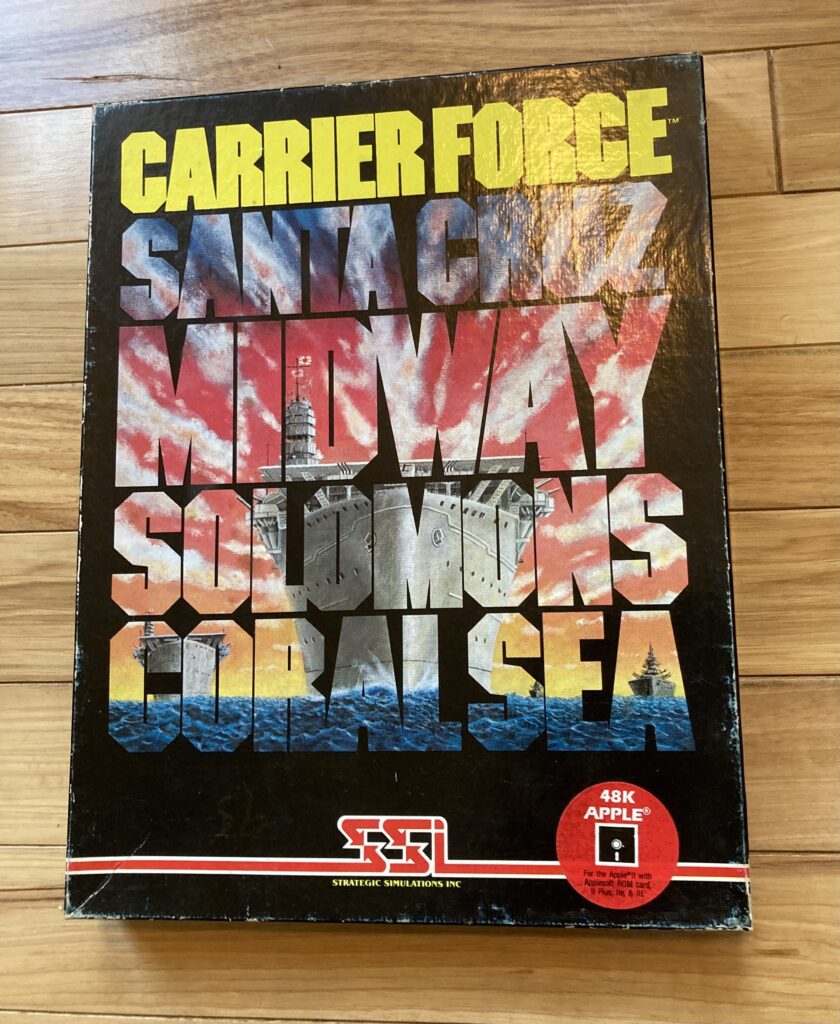 CARRIER FORCE™
SANTA CRUZ
MIDWAY
SOLOMONS
CORAL SEA
SSi
STRATEGIC SIMULATIONS INC
48K
APPLE®
For the Apple® II with
Applesoft ROM card,
II Plus, IIe, & III.